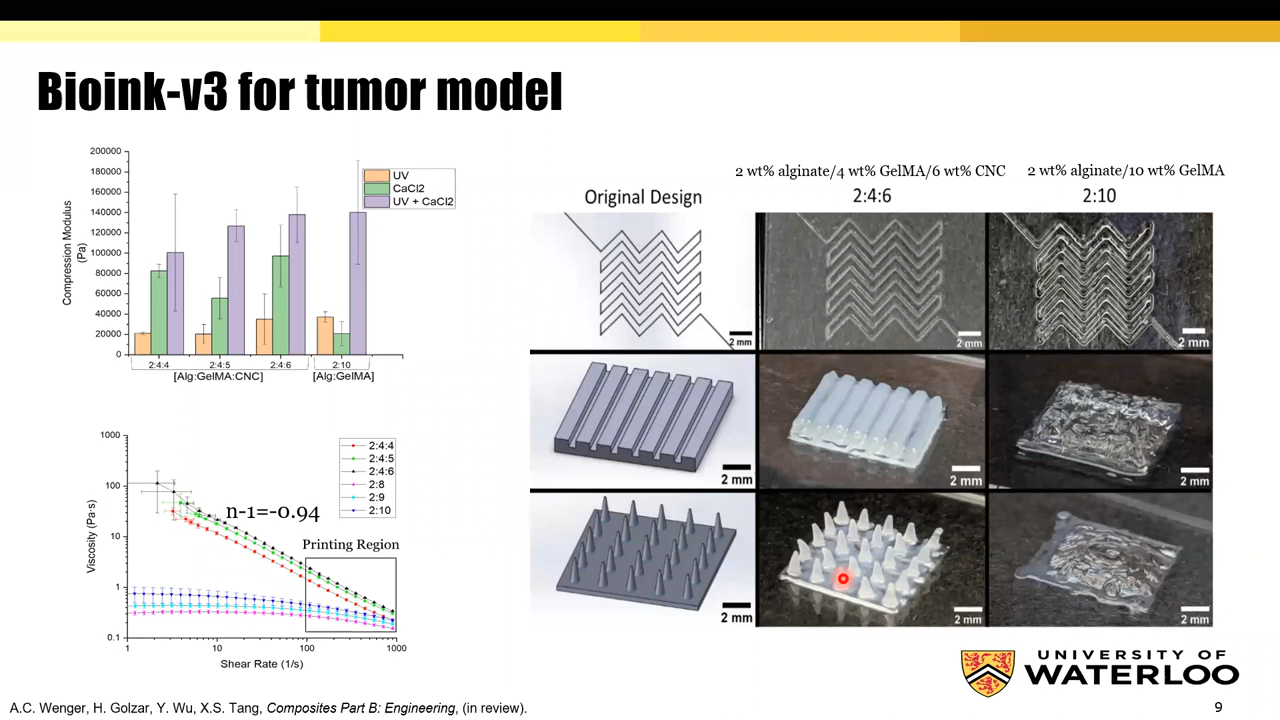 Bioink-v3 for tumor model
200000
180000
160000
140000
120000
100000
80000
60000
40000
20000
0
Compression Modulus
(Pa)
UV
CaCl2
UV + CaCl2
2:4:4 2:4:5 2:4:6 2:10
[Alg:GelMA:CNC] [Alg:GelMA]
1000
100
10
1
0.1
Viscosity (Pa·s)
2:4:4
2:4:5
2:4:6
2:8
2:9
2:10
n-1=-0.94
Printing Region
1 10 100 1000
Shear Rate (1/s)
2 wt% alginate/4 wt% GelMA/6 wt% CNC 2 wt% alginate/10 wt% GelMA
Original Design 2:4:6 2:10
2 mm 2 mm 2 mm
2 mm 2 mm 2 mm
2 mm 2 mm 2 mm
UNIVERSITY OF
WATERLOO
A.C. Wenger, H. Golzar, Y. Wu, X.S. Tang, Composites Part B: Engineering, (in review).
9